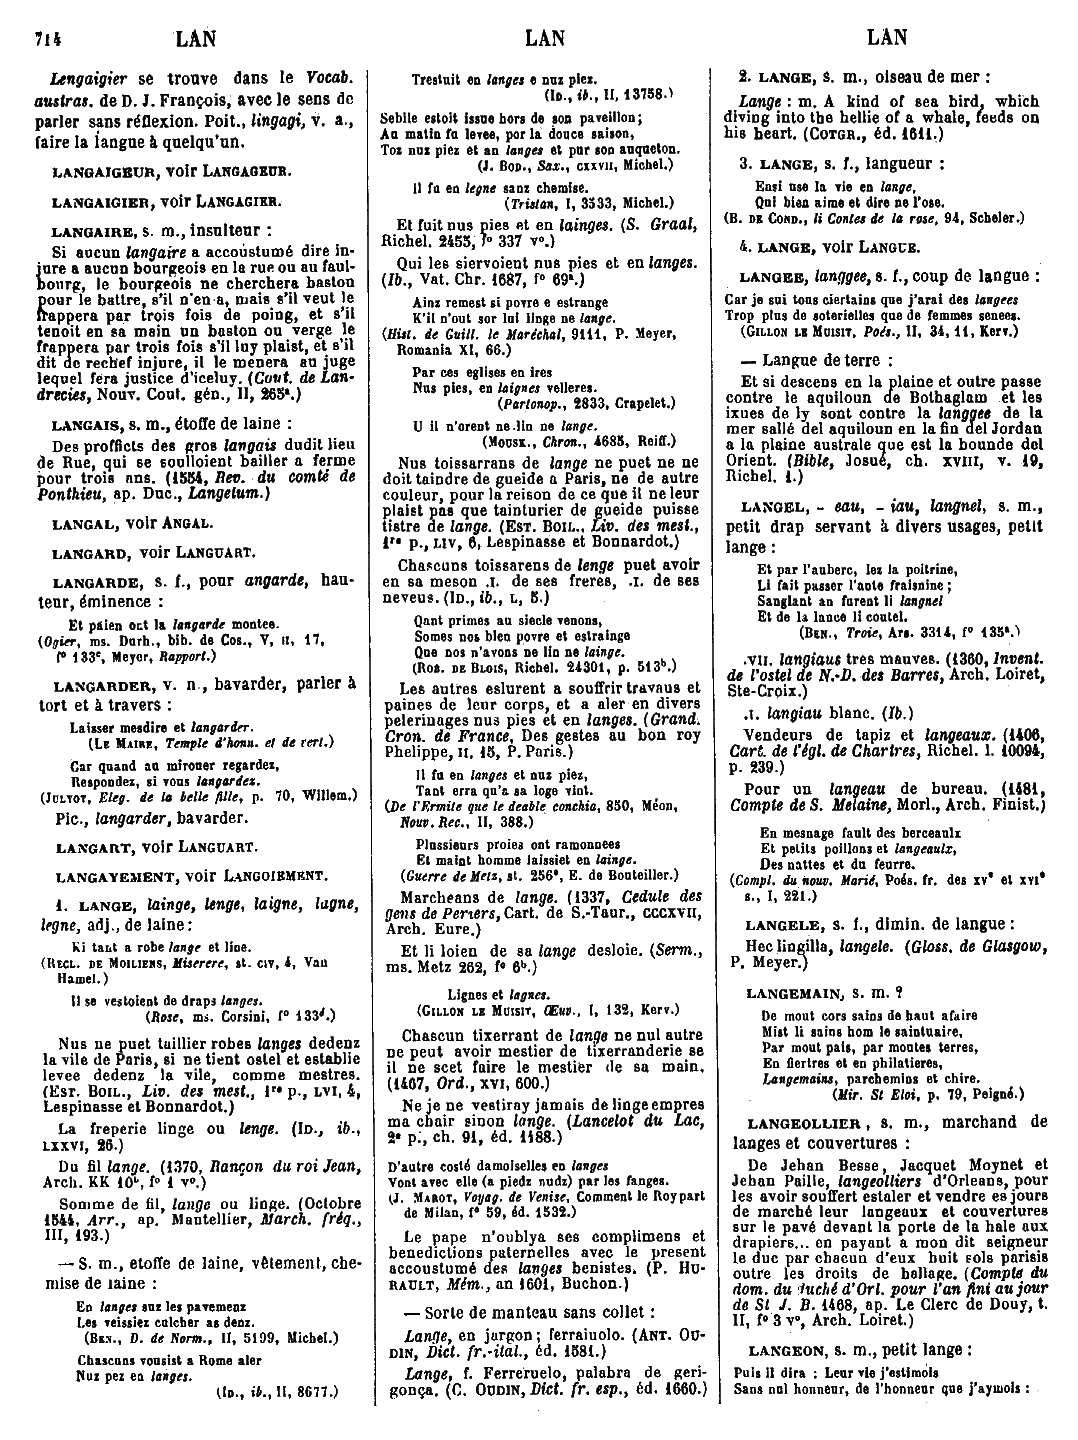 714 LAN LAN LAN
Lengaigier se trouve dans le Vocab.
austras. de D. J. François, avec le sens de
parler sans réflexion. Poit., lingagi, v. a.,
faire la langue à quelqu'un.
LANGAIGEUR, voir LANGAGEUR.
LANGAIGIER, voir LANGAGIER.
LANGAIRE, s. m., insulteur :
Si aucun langaire a accoustumé dire in-
jure a aucun bourgeois en la rue ou au faul-
bourg, le bourgeois ne cherchera baston
pour le battre, s'il n'en a, mais s'il veut le
frappera par trois fois de poing, et s'il
tenoit en sa main un baston ou verge le
frappera par trois fois s'il luy plaist, et s'il
dit de rechef injure, il le menera au juge
lequel fera justice d'iceluy. (Cout. de Lan-
drecies, Nouv. Cout. gén., II, 265ª.)
LANGAIS, s. m., étoffe de laine :
Des profficts des gros langais dudit lieu
de Rue, qui se soulloient bailler a ferme
pour trois ans. (1554, Rev. du comté de
Ponthieu, ap. Duc., Langetum.)
LANGAL, voir ANGAL.
LANGARD, voir LANGUART.
LANGARDE, s. f., pour angarde, hau-
teur, éminence :
Et paien ont la langarde montee.
(Ogier, ms. Durh., bib. de Cos., V, II, 17,
fº 133ᶜ, Meyer, Rapport.)
LANGARDER, v. n., bavarder, parler à
tort et à travers :
Laisser mesdire et langarder.
(LE MAIRE, Temple d'honn. et de vert.)
Car quand au mirouer regardez,
Respondez, si vous langardez.
(JULYOT, Eleg. de la belle fille, p. 70, Willem.)
Pic., langarder, bavarder.
LANGART, voir LANGUART.
LANGAYEMENT, voir LANGOIEMENT.
1. LANGE, lainge, lenge, laigne, lagne,
legne, adj., de laine :
Ki tant a robe lange et line.
(RECL. DE MOILIENS, Miserere, st. CIV, 4, Van
Hamel.)
Il se vestoient de draps langes.
(Rose, ms. Corsini, fº 133ᵈ.)
Nus ne puet taillier robes langes dedenz
la vile de Paris, si ne tient ostel et establie
levee dedenz la vile, comme mestres.
(EST. BOIL., Liv. des mest., 1ʳᵉ p., LVI, 4,
Lespinasse et Bonnardot.)
La freperie linge ou lenge. (ID., ib.,
LXXVI, 26.)
Du fil lange. (1370, Rançon du roi Jean,
Arch. KK 10ᵇ, fº 1 vº.)
Somme de fil, lange ou linge. (Octobre
1544, Arr., ap. Mantellier, March. fréq.,
III, 193.)
— S. m., etoffe de laine, vêtement, che-
mise de laine :
En langes suz les pavemenz
Les veissiez culcher as denz.
(BEN., D. de Norm., II, 5199, Michel.)
Chascuns vousist a Rome aler
Nuz pez en langes.
(ID., ib., II, 8677.)
Trestuit en langes e nuz piez.
(ID., ib., II, 13758.)
Sebile estoit issue hors de son paveillon;
Au matin fu levee, por la douce saison,
Toz nuz piez et an langes et pur son auqueton.
(J. BOD., Sax., CXXVII, Michel.)
Il fu en legne sanz chemise.
(Tristan, I, 3533, Michel.)
Et fuit nus pies et en lainges. (S. Graal,
Richel. 2455, fº 337 vº.)
Qui les siervoient nus pies et en langes.
(Ib., Vat. Chr. 1687, fº 69ª.)
Ainz remest si povre e estrange
K'il n'out sor lui linge ne lange.
(Hist. de Guill. le Maréchal, 9111, P. Meyer,
Romania XI, 66.)
Par ces eglises en ires
Nus pies, en laignes velleres.
(Partonop., 2833, Crapelet.)
U il n'orent ne lin ne lange.
(MOUSK., Chron., 4685, Reiff.)
Nus toissarrans de lange ne puet ne ne
doit taindre de gueide a Paris, ne de autre
couleur, pour la reison de ce que il ne leur
plaist pas que tainturier de gueide puisse
tistre de lange. (EST. BOIL., Liv. des mest.,
1ʳᵉ p., LIV, 6, Lespinasse et Bonnardot.)
Chascuns toissarens de lenge puet avoir
en sa meson .I. de ses freres, .I. de ses
neveus. (ID., ib., L, 5.)
Qant primes au siecle venons,
Somes nos bien povre et estrainge
Que nos n'avons ne lin ne lainge.
(ROB. DE BLOIS, Richel. 24301, p. 513ᵇ.)
Les autres eslurent a souffrir travaus et
paines de leur corps, et a aler en divers
pelerinages nus pies et en langes. (Grand.
Cron. de France, Des gestes au bon roy
Phelippe, II, 15, P. Paris.)
Il fu en langes et nuz piez,
Tant erra qu'a sa loge vint.
(De l'Ermite que le deable conchia, 850, Méon,
Nouv. Rec., II, 388.)
Plussieurs proies ont ramonnees
Et maint homme laissiet en lainge.
(Guerre de Metz, st. 256ª, E. de Bouteiller.)
Marcheans de lange. (1337, Cedule des
gens de Perters, Cart. de S.-Taur., CCCXVII,
Arch. Eure.)
Et li loien de sa lange desloie. (Serm.,
ms. Metz 262, fº 6ᵇ.)
Lignes et lagnes.
(GILLON LE MUISIT, Œuv., I, 132, Kerv.)
Chascun tixerrant de lange ne nul autre
ne peut avoir mestier de tixerranderie se
il ne scet faire le mestier de sa main.
(1467, Ord., XVI, 600.)
Ne je ne vestiray jamais de linge empres
ma chair sinon lange. (Lancelot du Lac,
2ᵉ p., ch. 91, éd. 1488.)
D'autre costé damoiselles en langes
Vont avec elle (a piedz nudz) par les fanges.
(J. MAROT, Voyag. de Venise, Comment le Roy part
de Milan, fº 59, éd. 1532.)
Le pape n'oublya ses complimens et
benedictions paternelles avec le present
accoustumé des langes benistes. (P. HU-
RAULT, Mém., an 1601, Buchon.)
— Sorte de manteau sans collet :
Lange, en jargon ; ferraiuolo. (ANT. OU-
DIN, Dict. fr.-ital., éd. 1581.)
Lange, f. Ferreruelo, palabra de geri-
gonça. (C. OUDIN, Dict. fr. esp., éd. 1660.)
2. LANGE, s. m., oiseau de mer :
Lange : m. A kind of sea bird, which
diving into the bellie of a whale, feeds on
his heart. (COTGR., éd. 1611.)
3. LANGE, s. f., langueur :
Ensi use la vie en lange,
Qui bien aime et dire ne l'ose.
(B. DE COND., li Contes de la rose, 94, Scheler.)
4. LANGE, voir LANGUE.
LANGEE, langgee, s. f., coup de langue :
Car je sui tous ciertains que j'arai des langees
Trop plus de soterielles que de femmes senees.
(GILLON LE MUISIT, Poés., II, 34, 11, Kerv.)
— Langue de terre :
Et si descens en la plaine et outre passe
contre le aquiloun de Bothaglam et les
ixues de ly sont contre la langgee de la
mer sallé del aquiloun en la fin del Jordan
a la plaine australe que est la bounde del
Orient. (Bible, Josué, ch. XVIII, v. 19,
Richel. 1.)
LANGEL, - eau, - iau, langnel, s. m.,
petit drap servant à divers usages, petit
lange :
Et par l'auberc, lez la poitrine,
Li fait passer l'ante fraisnine ;
Sanglant an furent li langnel
Et de la lance li coutel.
(BEN., Troie, Ars. 3314, fº 135ª.)
.VII. langiaus tres mauves. (1360, Invent.
de l'ostel de N.-D. des Barres, Arch. Loiret,
Ste-Croix.)
.I. langiau blanc. (Ib.)
Vendeurs de tapiz et langeaux. (1406,
Cart. de l'égl. de Chartres, Richel. l. 10094,
p. 239.)
Pour un langeau de bureau. (1481,
Compte de S. Melaine, Morl., Arch. Finist.)
En mesnage fault des berceaulx
Et petits poillons et langeaulx,
Des nattes et du feurre.
(Compl. du nouv. Marié, Poés. fr. des XVᵉ et XVIᵉ
s., I, 221.)
LANGELE, s. f., dimin. de langue :
Hec lingilla, langele. (Gloss. de Glasgow,
P. Meyer.)
LANGEMAIN, s. m. ?
De mout cors sains de haut afaire
Mist li sains hom le saintuaire,
Par mout païs, par montes terres,
En fiertres et en philatieres,
Langemains, parchemins et chire.
(Mir. St Eloi, p. 79, Peigné.)
LANGEOLLIER, s. m., marchand de
langes et couvertures :
De Jehan Besse, Jacquet Moynet et
Jehan Paille, langeolliers d'Orleans, pour
les avoir souffert estaler et vendre es jours
de marché leur langeaux et couvertures
sur le pavé devant la porte de la hale aux
drapiers... en payant a mon dit seigneur
le duc par chacun d'eux huit sols parisis
outre les droits de hellage. (Compte du
dom. du duché d'Orl. pour l'an fini au jour
de St J. B. 1468, ap. Le Clerc de Douy, t.
II, fº 3 vº, Arch. Loiret.)
LANGEON, s. m., petit lange :
Puis il dira : Leur vie j'estimois
Sans nul honneur, de l'honneur que j'aymois :